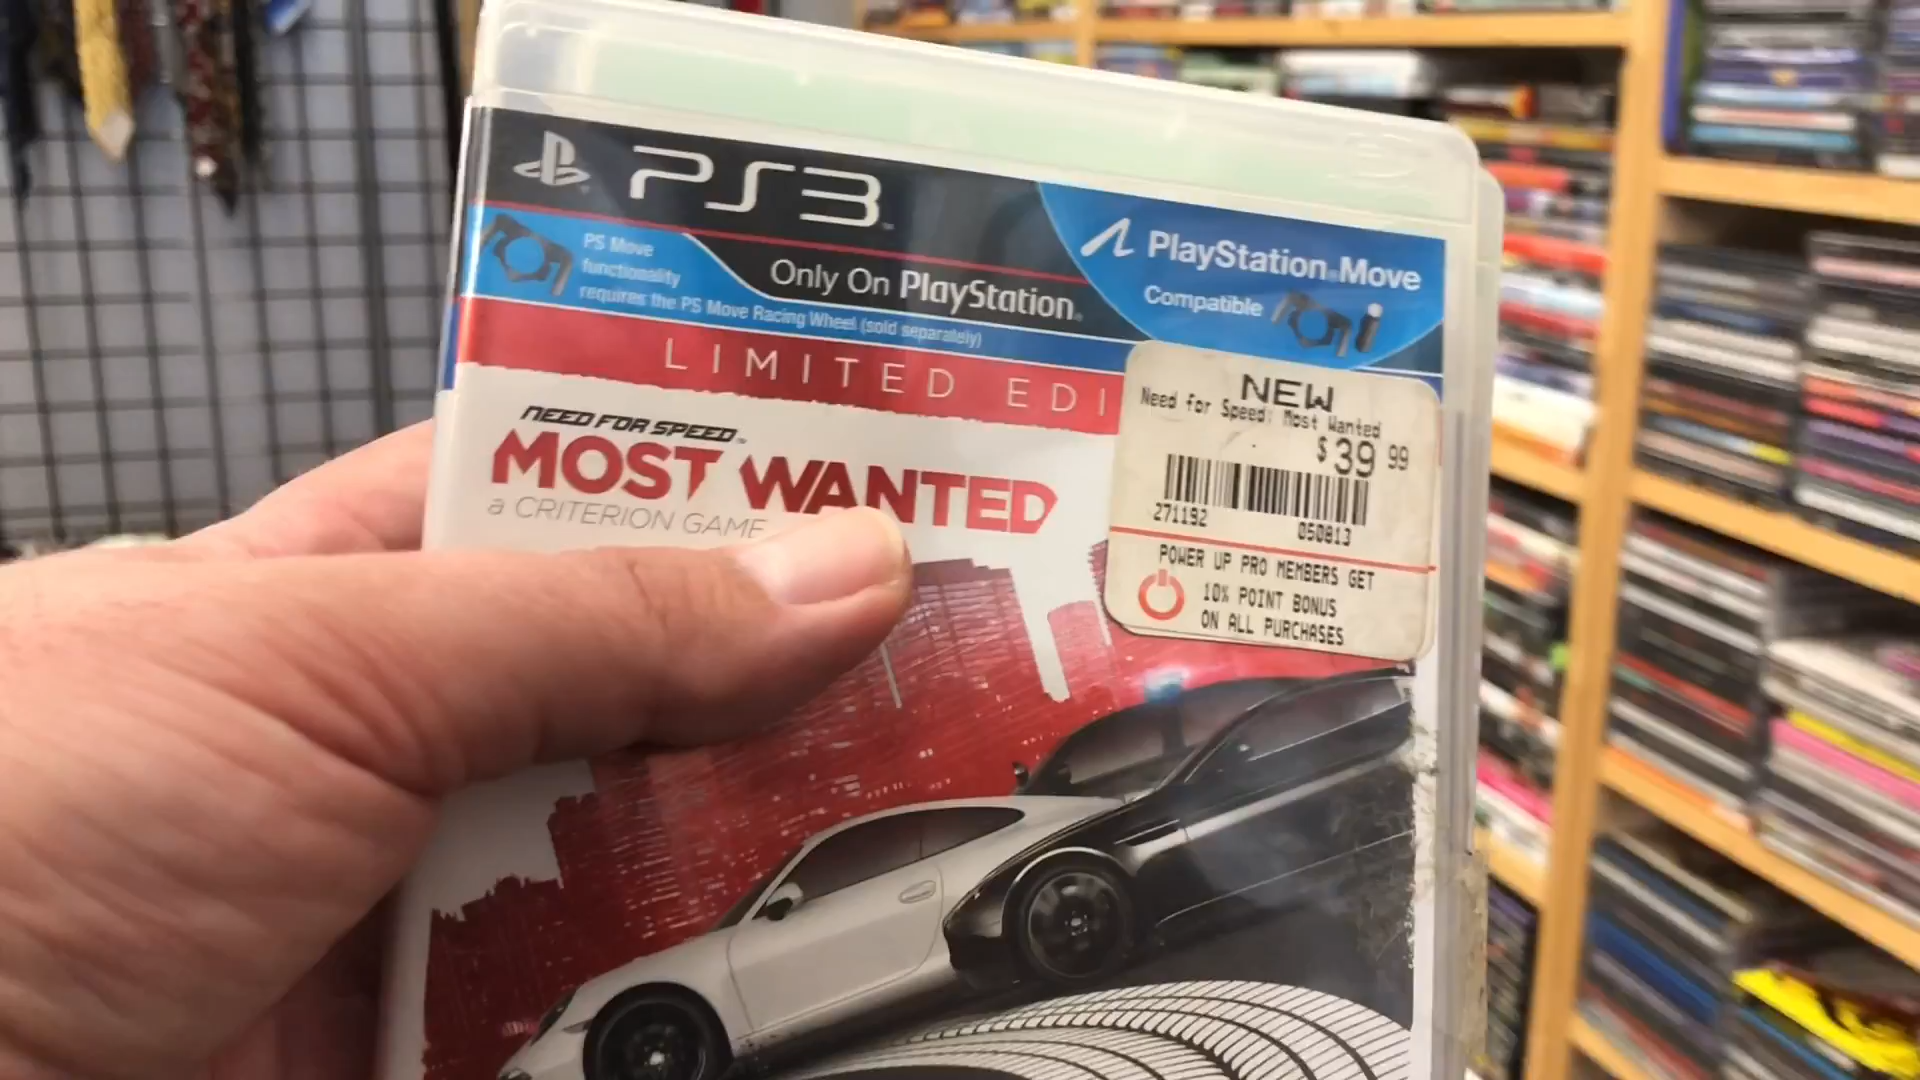 PS3
PS Move
functionality
requires the PS Move Racing Wheel (sold separately)
Only On PlayStation
PlayStation Move
Compatible
LIMITED EDI
NEED FOR SPEED
MOST WANTED
a CRITERION GAME
NEW
Need for Speed: Most Wanted
$39 99
271192 050813
POWER UP PRO MEMBERS GET
10% POINT BONUS
ON ALL PURCHASES